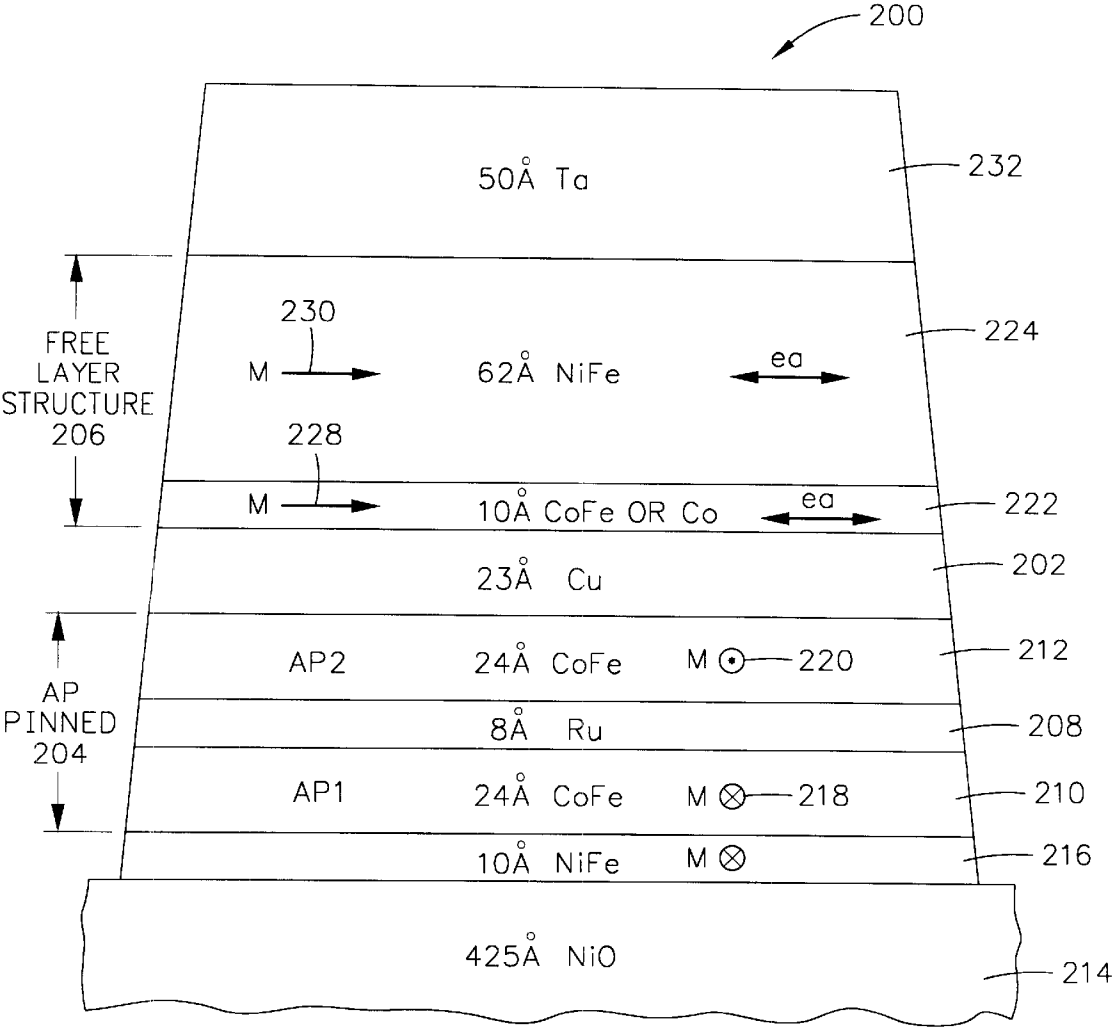 200
50Å Ta
232
FREE
LAYER
STRUCTURE
206
230
M
62Å NiFe
ea
224
228
M
10Å CoFe OR Co
ea
222
23Å Cu
202
AP
PINNED
204
AP2
24Å CoFe
M
220
212
8Å Ru
208
AP1
24Å CoFe
M
218
210
10Å NiFe
M
216
425Å NiO
214